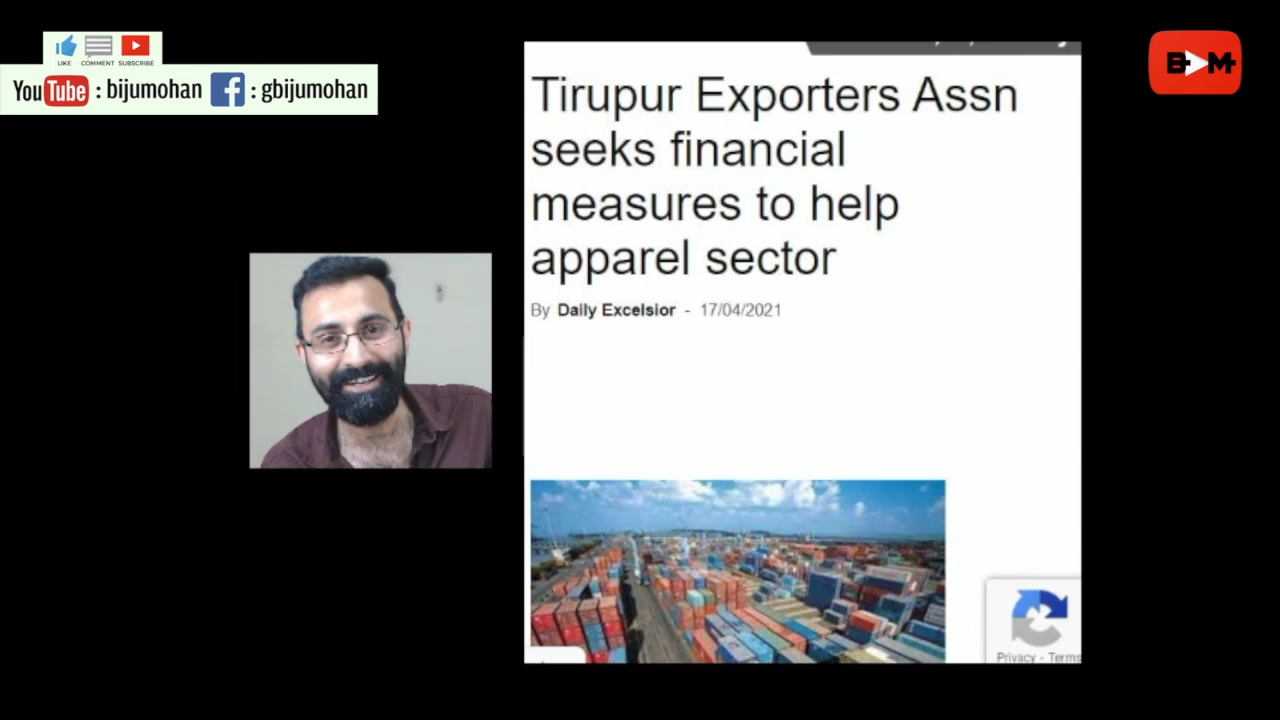 LIKE COMMENT SUBSCRIBE
YouTube : bijumohan f : gbijumohan
B M
Tirupur Exporters Assn
seeks financial
measures to help
apparel sector
By Daily Excelsior - 17/04/2021
Privacy - Terms